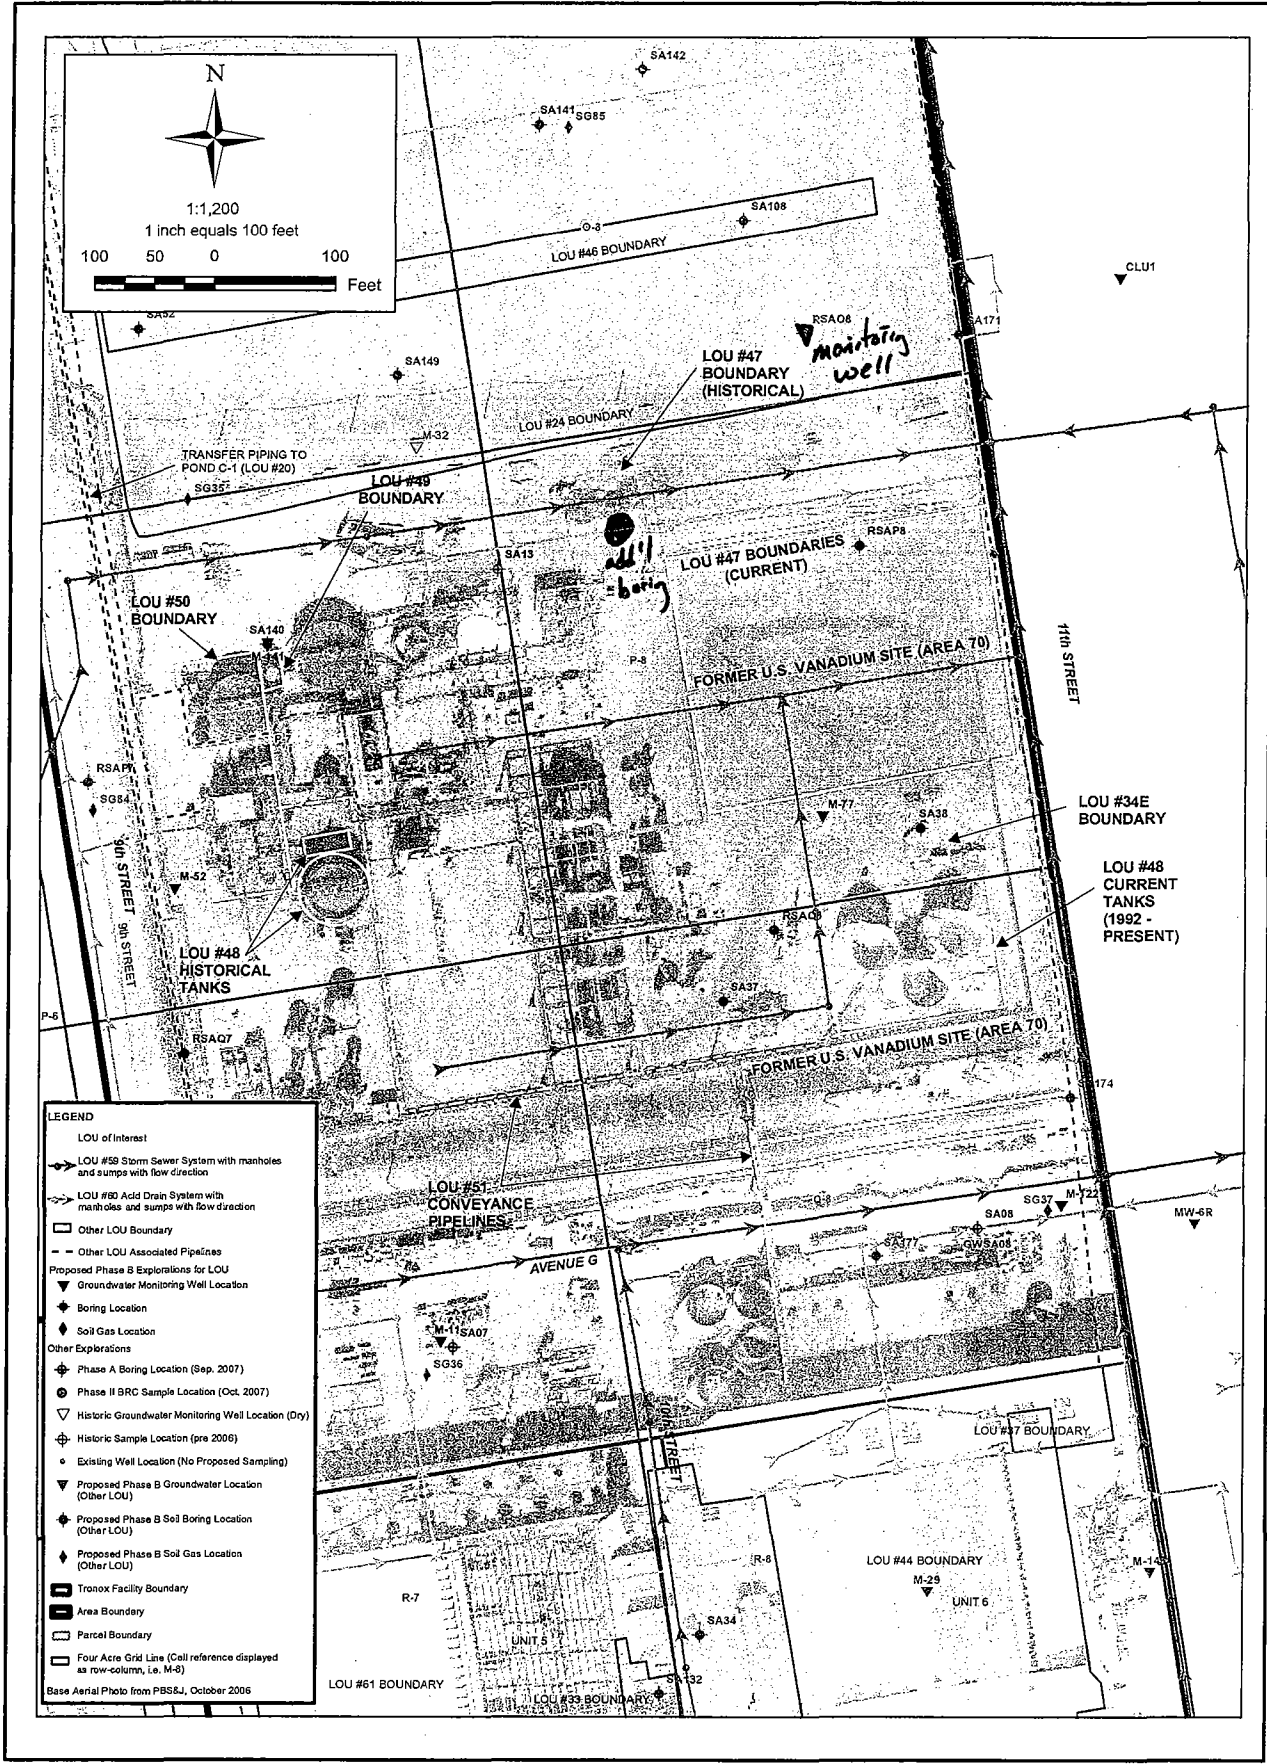 N
1:1,200
1 inch equals 100 feet
100 50 0 100
Feet
SA142
SA141
SG85
SA108
O-8
LOU #46 BOUNDARY
CLU1
SA52
RSAO8
monitoring
well
SA171
SA149
LOU #47
BOUNDARY
(HISTORICAL)
LOU #24 BOUNDARY
M-32
TRANSFER PIPING TO
POND C-1 (LOU #20)
SG35
LOU #49
BOUNDARY
add'l
boring
SA13
RSAP8
LOU #47 BOUNDARIES
(CURRENT)
LOU #50
BOUNDARY
SA140
P-8
FORMER U.S. VANADIUM SITE (AREA 70)
11th STREET
RSAP7
SG84
M-77
SA38
LOU #34E
BOUNDARY
9th STREET
9th STREET
M-52
LOU #48
CURRENT
TANKS
(1992 -
PRESENT)
LOU #48
HISTORICAL
TANKS
SA37
P-6
RSAQ7
FORMER U.S. VANADIUM SITE (AREA 70)
LOU #51
CONVEYANCE
PIPELINES
Q-8
SG37
M-122
MW-6R
SA08
GWSA08
SA177
AVENUE G
M-11
SA07
SG36
10th STREET
LOU #37 BOUNDARY
R-8
LOU #44 BOUNDARY
M-29
UNIT 6
R-7
UNIT 5
SA34
LOU #61 BOUNDARY
LOU #33 BOUNDARY
LEGEND
LOU of Interest
LOU #59 Storm Sewer System with manholes
and sumps with flow direction
LOU #60 Acid Drain System with
manholes and sumps with flow direction
Other LOU Boundary
Other LOU Associated Pipelines
Proposed Phase B Explorations for LOU
Groundwater Monitoring Well Location
Boring Location
Soil Gas Location
Other Explorations
Phase A Boring Location (Sep. 2007)
Phase II BRC Sample Location (Oct. 2007)
Historic Groundwater Monitoring Well Location (Dry)
Historic Sample Location (pre 2006)
Existing Well Location (No Proposed Sampling)
Proposed Phase B Groundwater Location
(Other LOU)
Proposed Phase B Soil Boring Location
(Other LOU)
Proposed Phase B Soil Gas Location
(Other LOU)
Tronox Facility Boundary
Area Boundary
Parcel Boundary
Four Acre Grid Line (Cell reference displayed
as row-column, i.e. M-8)
Base Aerial Photo from PBS&J, October 2006